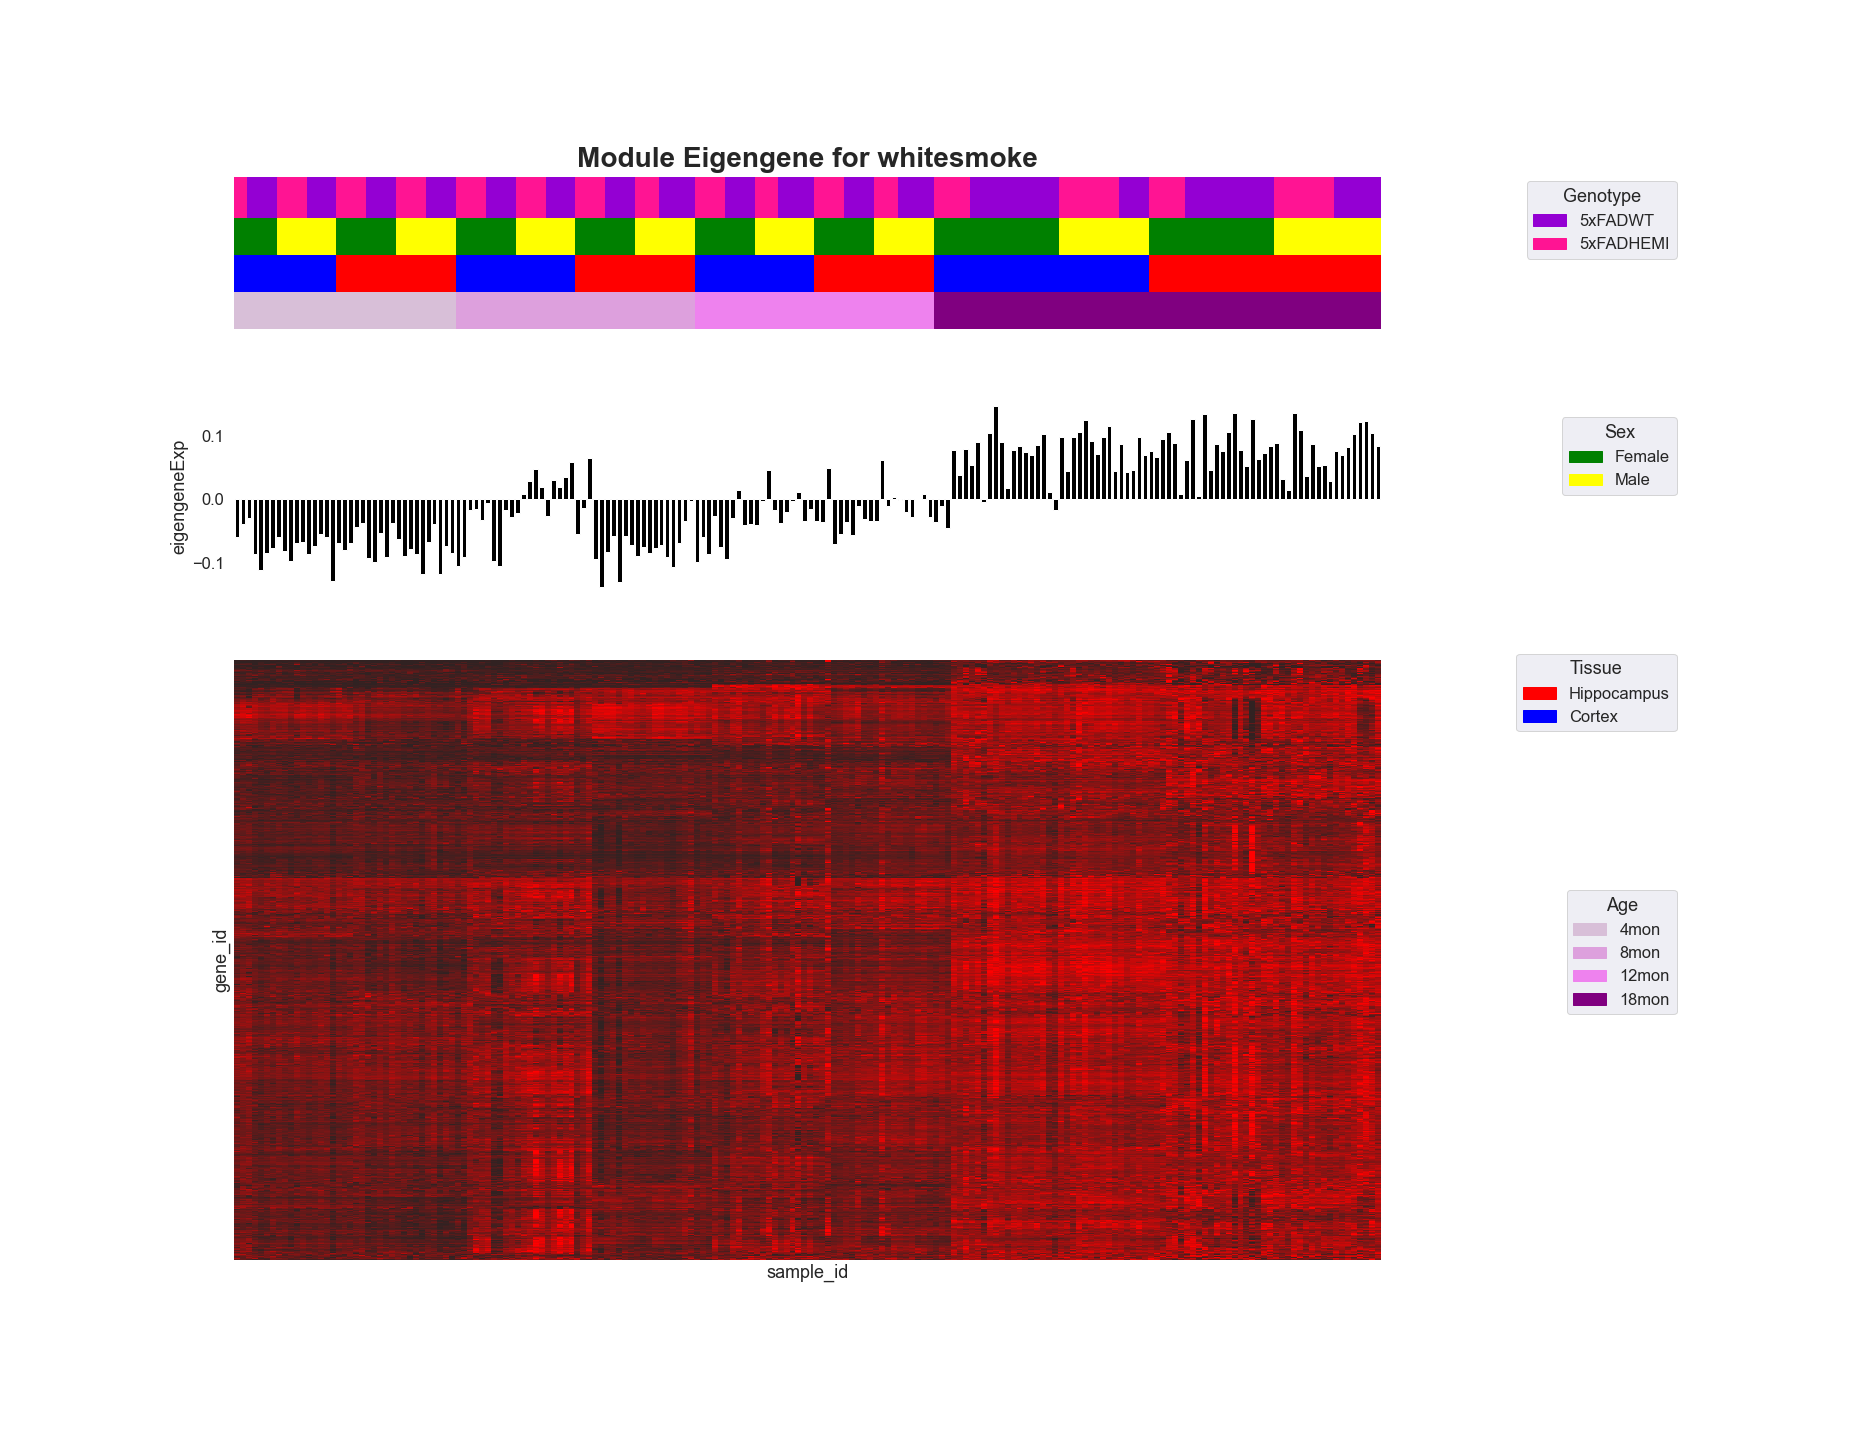 Module Eigengene for whitesmoke
Genotype
5xFADWT
5xFADHEMI
eigengeneExp
0.1
0.0
−0.1
Sex
Female
Male
Tissue
Hippocampus
Cortex
Age
4mon
8mon
12mon
18mon
gene_id
sample_id